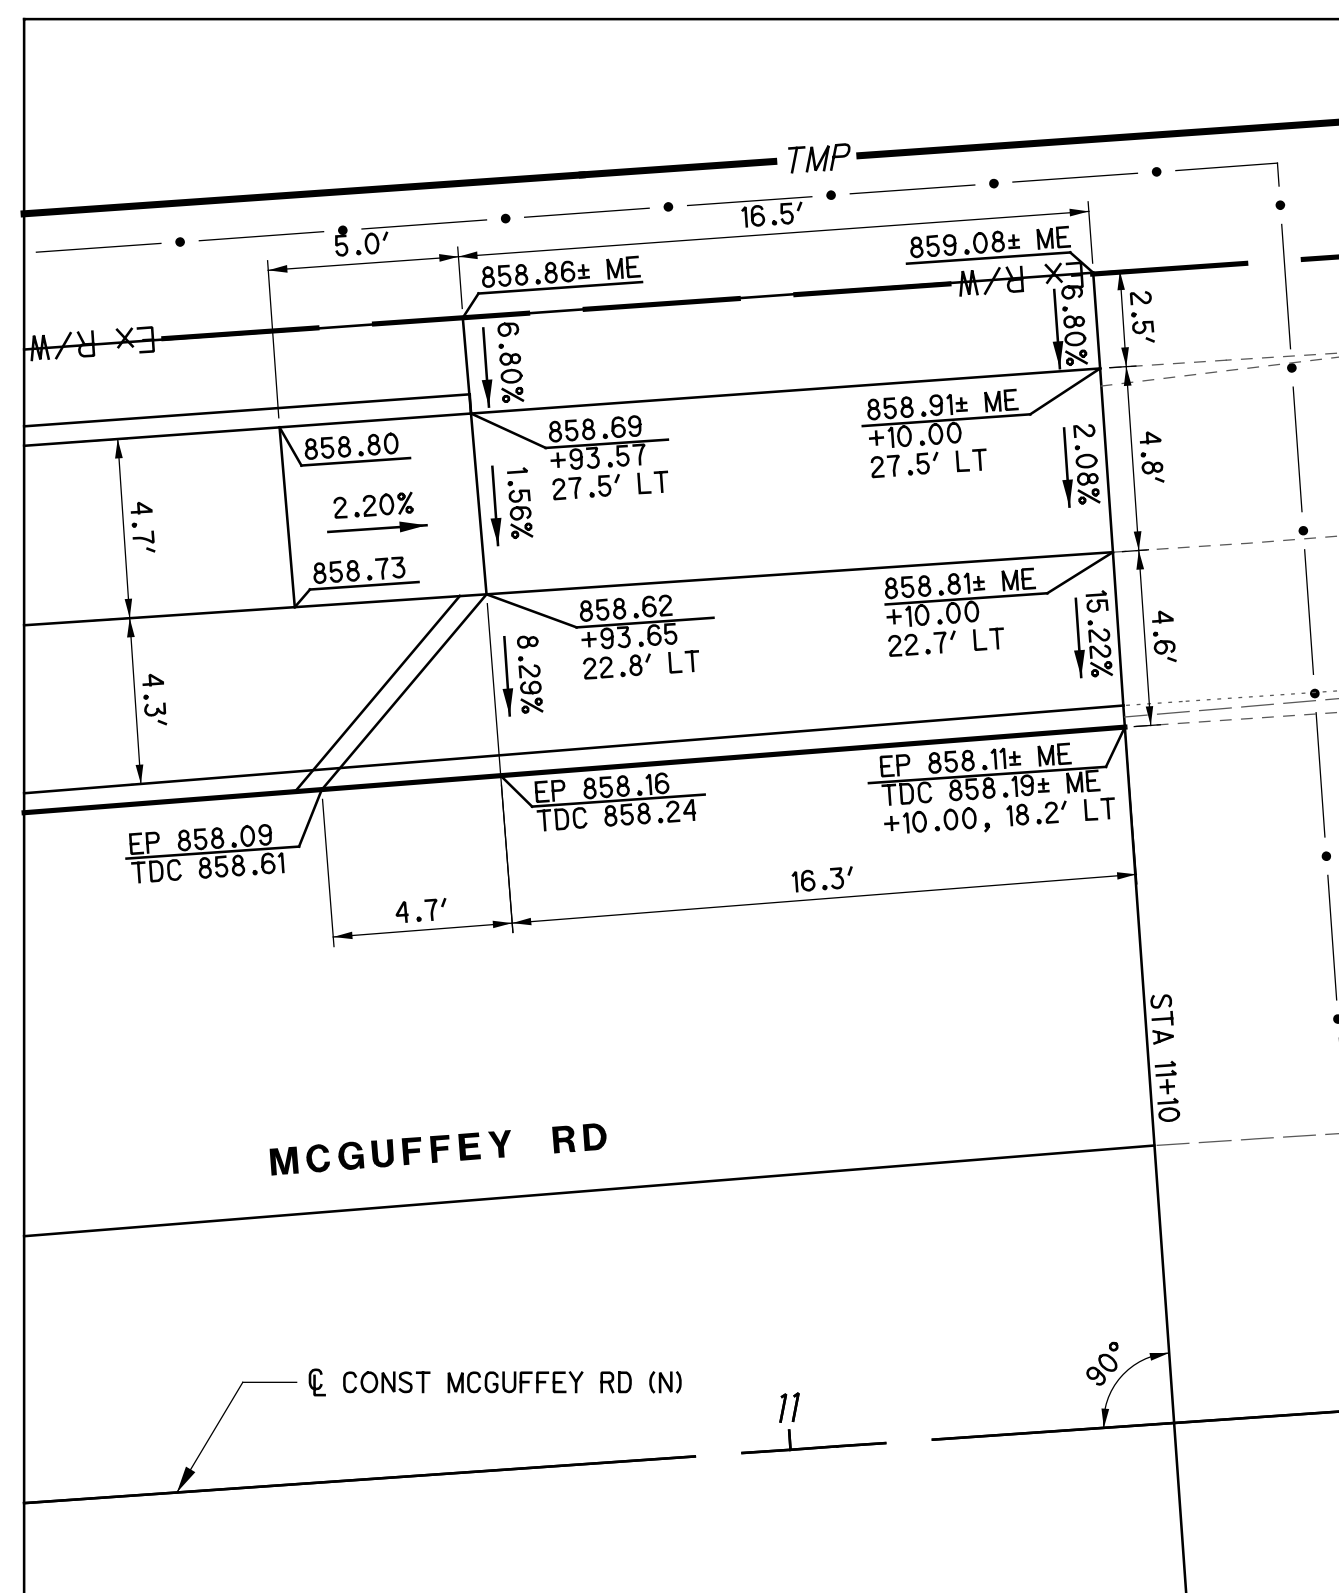 TMP
16.5′
5.0′
859.08± ME
858.86± ME
EX R/W
EX R/W
6.80%
6.80%
2.5′
858.91± ME
+10.00
27.5′ LT
858.80
858.69
+93.57
27.5′ LT
2.08%
4.8′
4.7′
2.20%
1.56%
858.73
858.81± ME
+10.00
22.7′ LT
858.62
+93.65
22.8′ LT
15.22%
4.6′
8.29%
4.3′
EP 858.11± ME
TDC 858.19± ME
+10.00, 18.2′ LT
EP 858.16
TDC 858.24
EP 858.09
TDC 858.61
16.3′
4.7′
STA 11+10
MCGUFFEY RD
90°
℄ CONST MCGUFFEY RD (N)
11